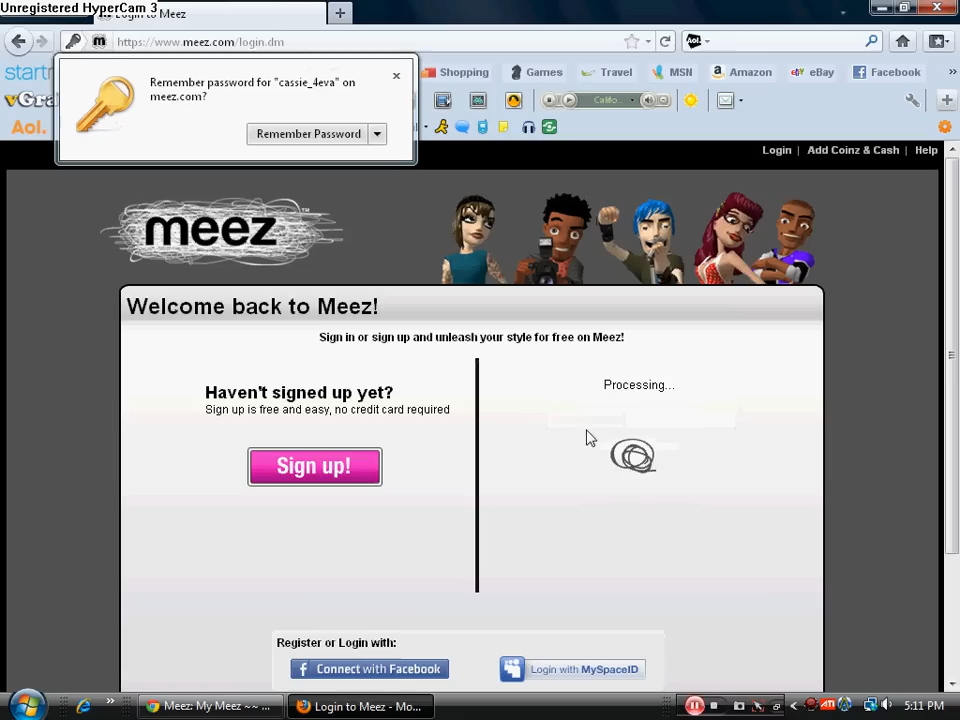 Unregistered HyperCam 3
Login to Meez
https://www.meez.com/login.dm
Aol.
Remember password for "cassie_4eva" on
meez.com?
Remember Password
Shopping
Games
Travel
MSN
Amazon
ebY
Facebook
Aol.
Login | Add Coinz & Cash | Help
meez
Welcome back to Meez!
Sign in or sign up and unleash your style for free on Meez!
Haven't signed up yet?
Sign up is free and easy, no credit card required
Sign up!
Processing...
Register or Login with:
Connect with Facebook
Login with MySpaceID
Meez: My Meez ~~ ...
Login to Meez - Mo...
ATI
5:11 PM